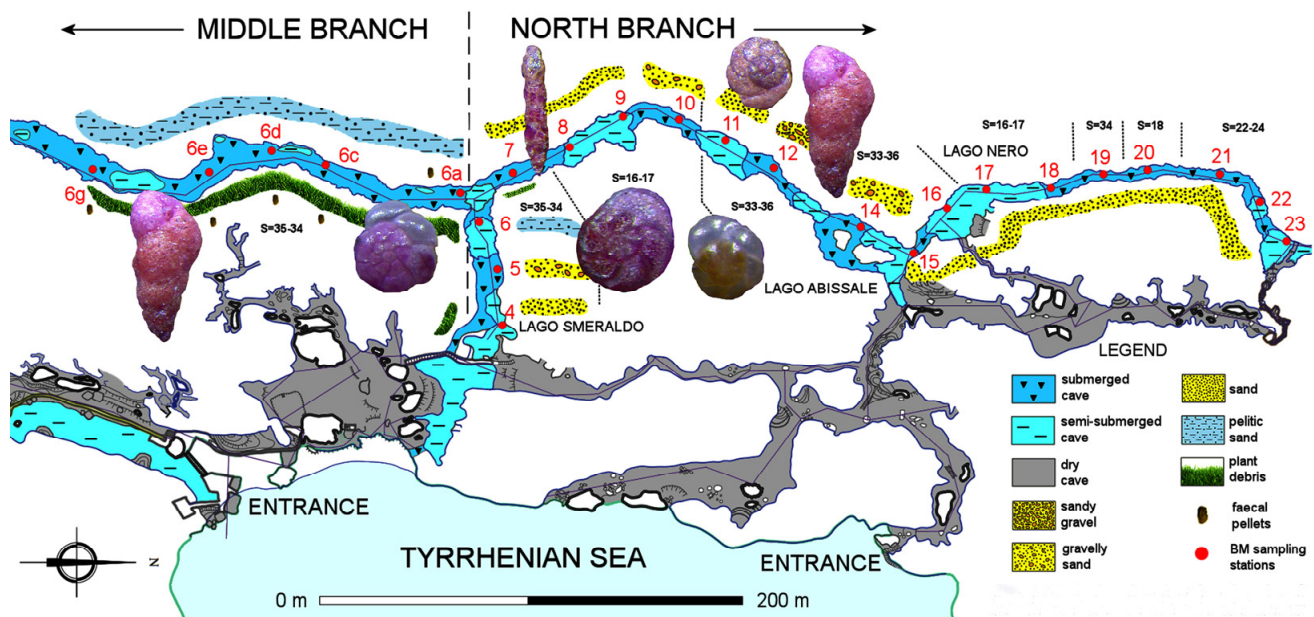 MIDDLE BRANCH
NORTH BRANCH
6g
6e
6d
6c
6a
S=35-34
7
8
9
10
11
12
S=16-17
S=35-34
S=33-36
S=33-36
6
5
4
14
15
LAGO SMERALDO
LAGO ABISSALE
LAGO NERO
S=16-17
S=34
S=18
S=22-24
16
17
18
19
20
21
22
23
ENTRANCE
TYRRHENIAN SEA
ENTRANCE
N
0 m
200 m
LEGEND
submerged
cave
semi-submerged
cave
dry
cave
sandy
gravel
gravelly
sand
sand
pelitic
sand
plant
debris
faecal
pellets
BM sampling
stations